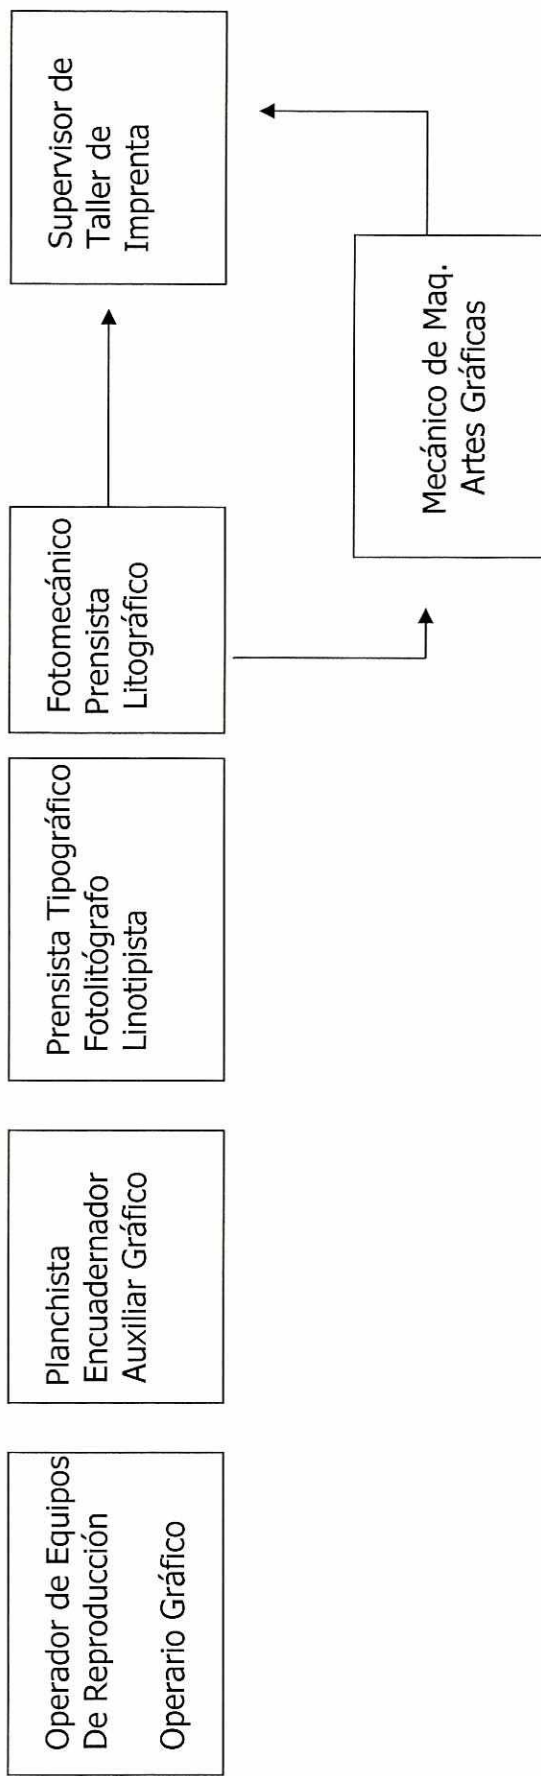 Operador de Equipos
De Reproducción
Operario Gráfico
Planchista
Encuadernador
Auxiliar Gráfico
Prensista Tipográfico
Fotolitógrafo
Linotipista
Fotomecánico
Prensista
Litográfico
Supervisor de
Taller de
Imprenta
Mecánico de Maq.
Artes Gráficas